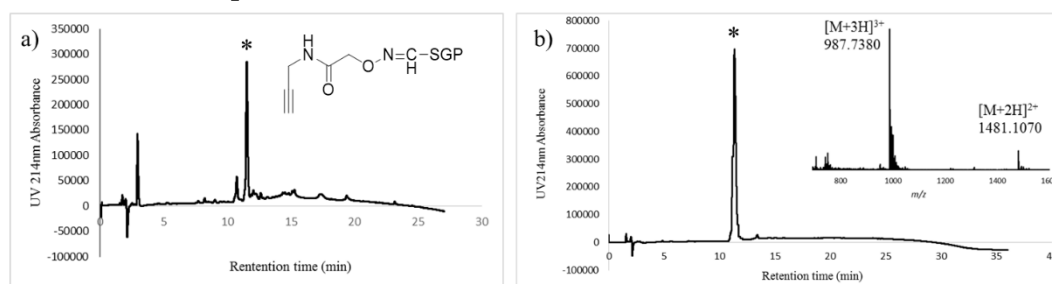 a)
350000
300000
250000
200000
150000
100000
50000
0
-50000
-100000
0 5 10 15 20 25 30
UV 214nm Absorbance
Rentention time (min)
*
H
N
O
O
N=C-SGP
H
b)
800000
700000
600000
500000
400000
300000
200000
100000
0
-100000
0 5 10 15 20 25 30 35
UV214nm Absorbance
Retention time (min)
*
[M+3H]³⁺
987.7380
[M+2H]²⁺
1481.1070
800 1000 1200 1400
m/z